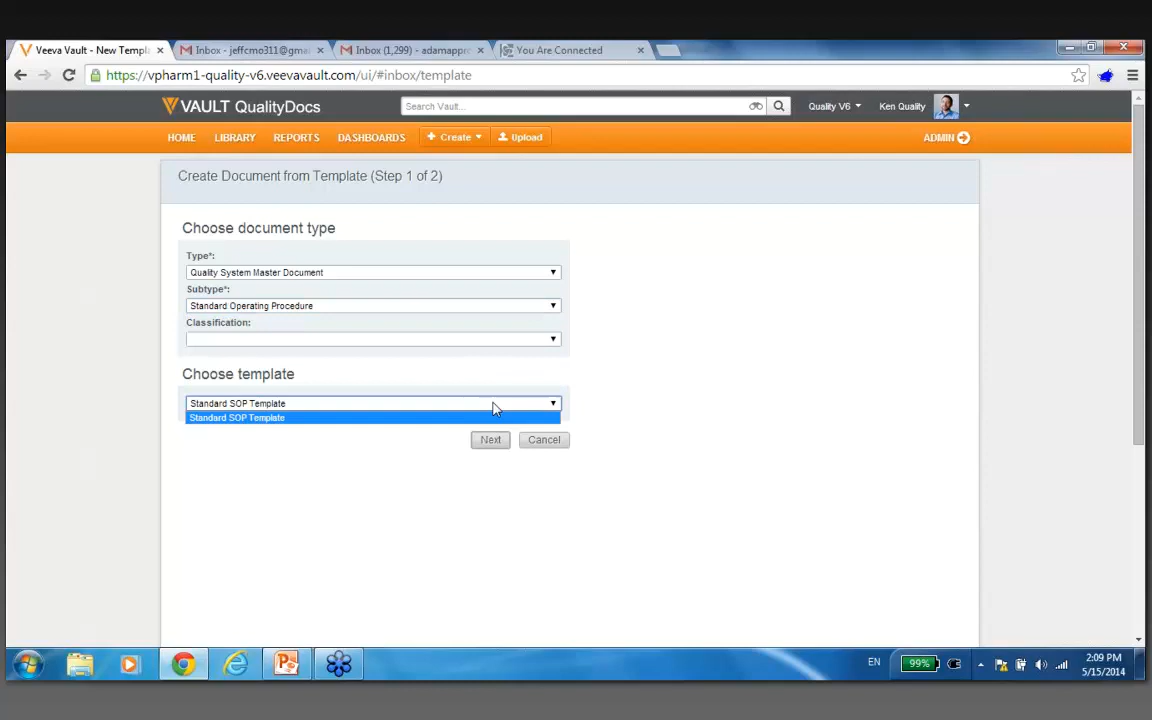 Veeva Vault - New Templ
Inbox - jeffcmo311@gmai
Inbox (1,299) - adamappro
You Are Connected
https://vpharm1-quality-v6.veevavault.com/ui/#inbox/template
VAULT QualityDocs
Search Vault...
Quality V6
Ken Quality
HOME
LIBRARY
REPORTS
DASHBOARDS
Create
Upload
ADMIN
Create Document from Template (Step 1 of 2)
Choose document type
Type*:
Quality System Master Document
Subtype*:
Standard Operating Procedure
Classification:
Choose template
Standard SOP Template
Standard SOP Template
Next
Cancel
EN
99%
2:09 PM
5/15/2014